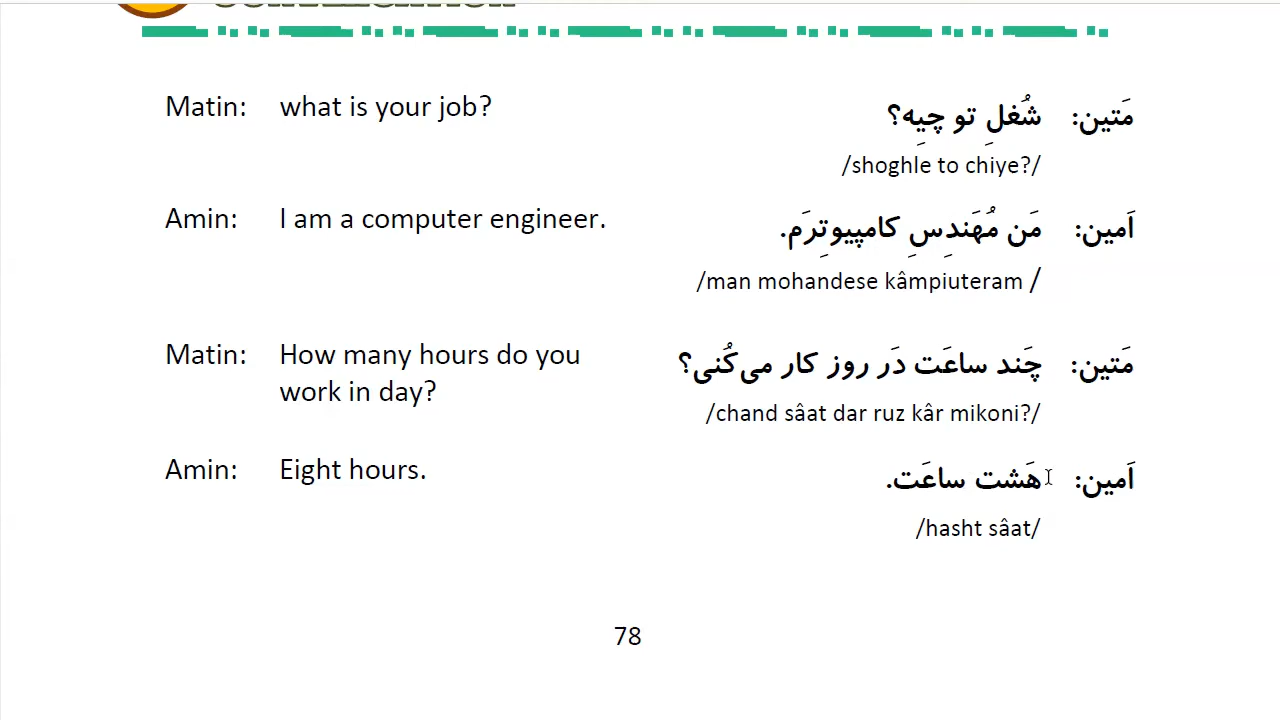 Matin: what is your job? مَتین: شُغلِ تو چیِه؟
/shoghle to chiye?/
Amin: I am a computer engineer. اَمین: مَن مُهَندِسِ کامپیوتِرَم.
/man mohandese kâmpiuteram /
Matin: How many hours do you مَتین: چَند ساعَت دَر روز کار می‌کُنی؟
work in day?
/chand sâat dar ruz kâr mikoni?/
Amin: Eight hours. اَمین: هَشت ساعَت.
/hasht sâat/
78